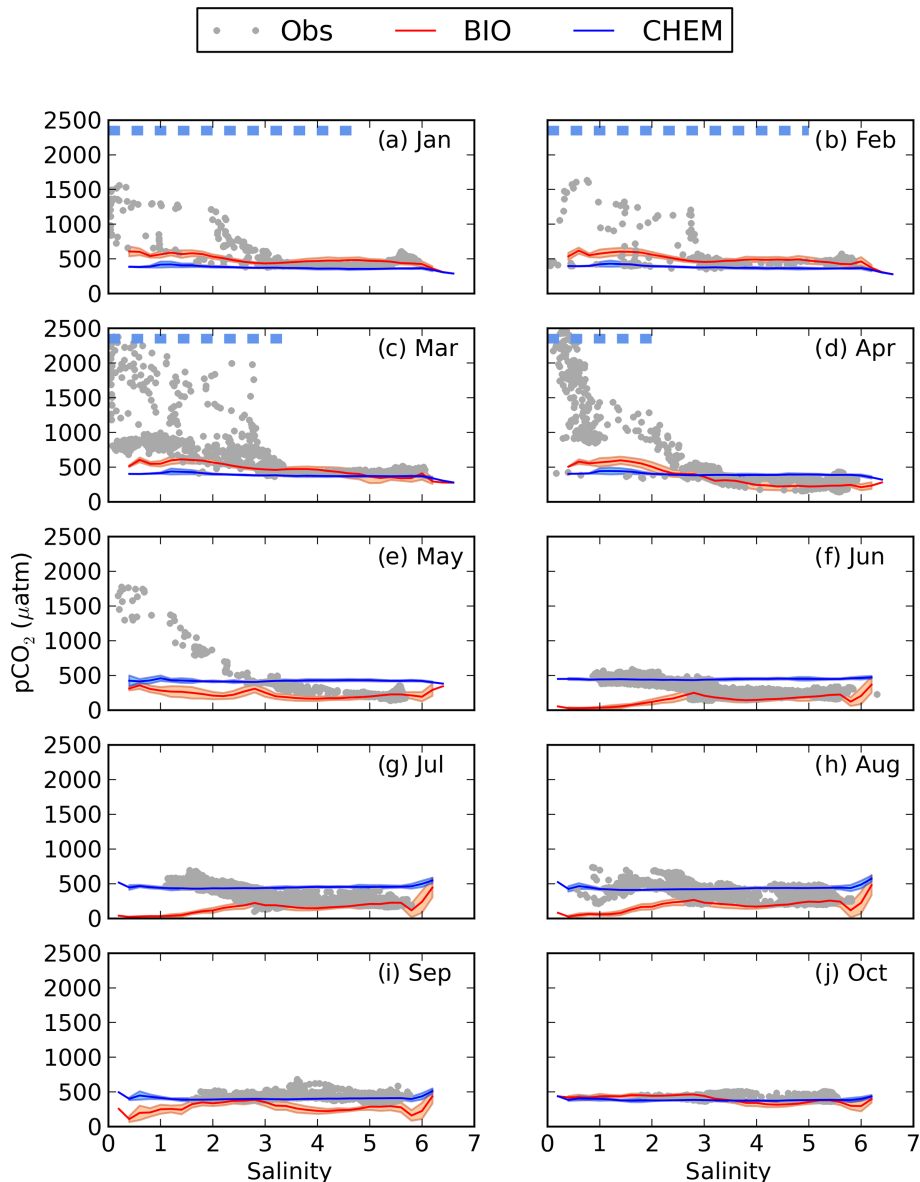 Obs BIO CHEM
2500 (a) Jan (b) Feb
2000
1500
1000
500
0
2500 (c) Mar (d) Apr
2000
1500
1000
500
0
2500 (e) May (f) Jun
2000
1500
1000
500
0
pCO₂ (μatm)
2500 (g) Jul (h) Aug
2000
1500
1000
500
0
2500 (i) Sep (j) Oct
2000
1500
1000
500
0
0 1 2 3 4 5 6 7 0 1 2 3 4 5 6 7
Salinity Salinity